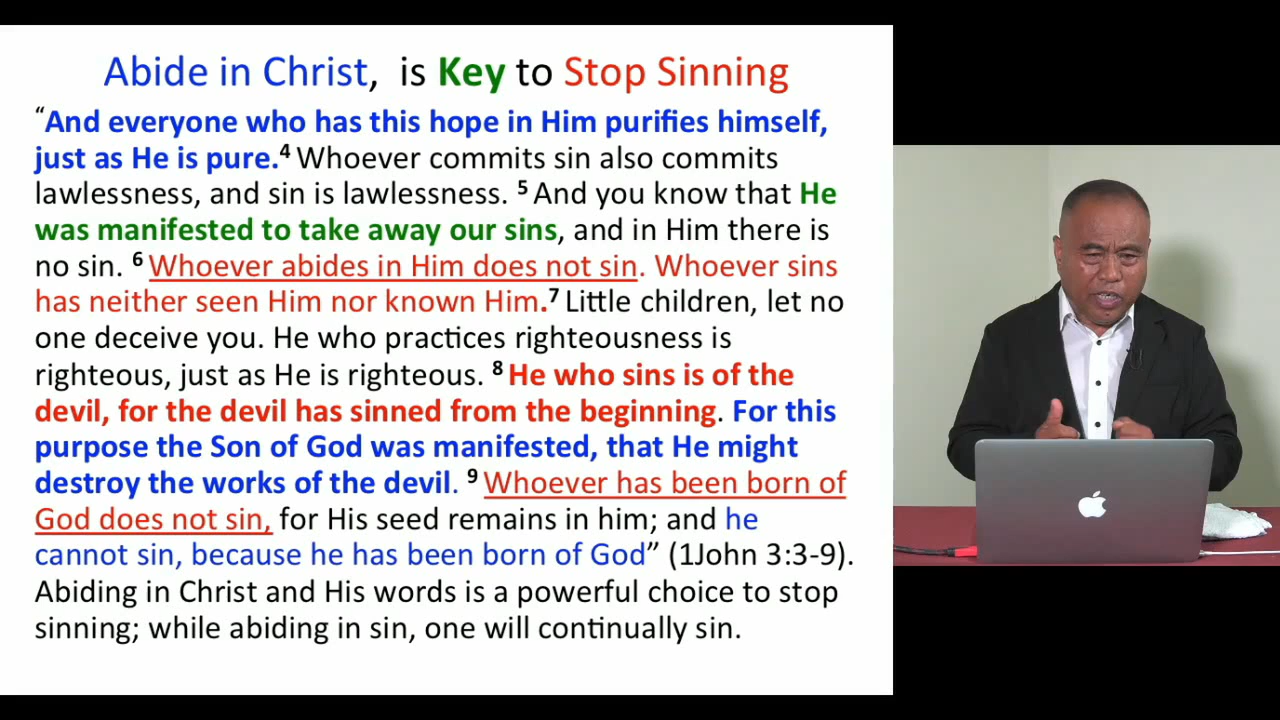 Abide in Christ,  is Key to Stop Sinning
“And everyone who has this hope in Him purifies himself,
just as He is pure.4 Whoever commits sin also commits
lawlessness, and sin is lawlessness. 5 And you know that He
was manifested to take away our sins, and in Him there is
no sin. 6 Whoever abides in Him does not sin. Whoever sins
has neither seen Him nor known Him.7 Little children, let no
one deceive you. He who practices righteousness is
righteous, just as He is righteous. 8 He who sins is of the
devil, for the devil has sinned from the beginning. For this
purpose the Son of God was manifested, that He might
destroy the works of the devil. 9 Whoever has been born of
God does not sin, for His seed remains in him; and he
cannot sin, because he has been born of God” (1John 3:3-9).
Abiding in Christ and His words is a powerful choice to stop
sinning; while abiding in sin, one will continually sin.